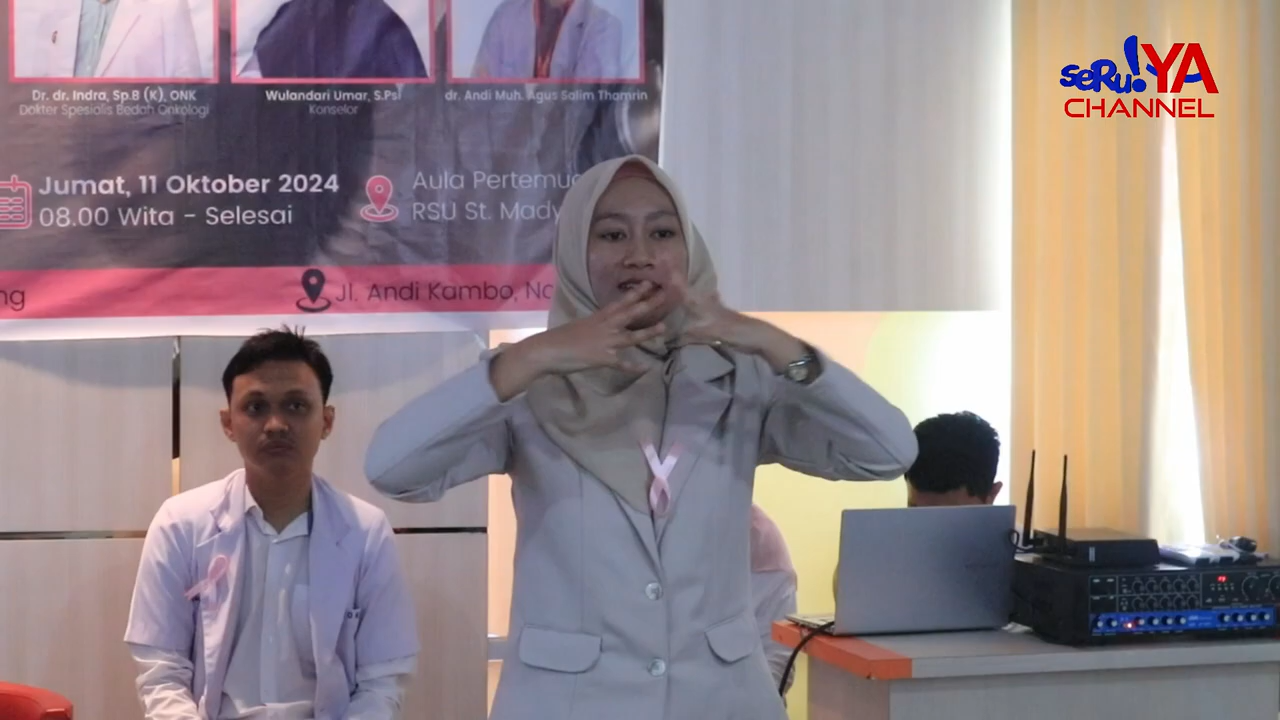 Dr. dr. Indra, Sp.B (K), ONK
Dokter Spesialis Bedah Onkologi
Wulandari Umar, S.Psi
Konselor
dr. Andi Muh. Agus Salim Thamrin
Jumat, 11 Oktober 2024
08.00 Wita - Selesai
Aula Pertemua
RSU St. Mady
ng
Jl. Andi Kambo, No
seRu!YA
CHANNEL